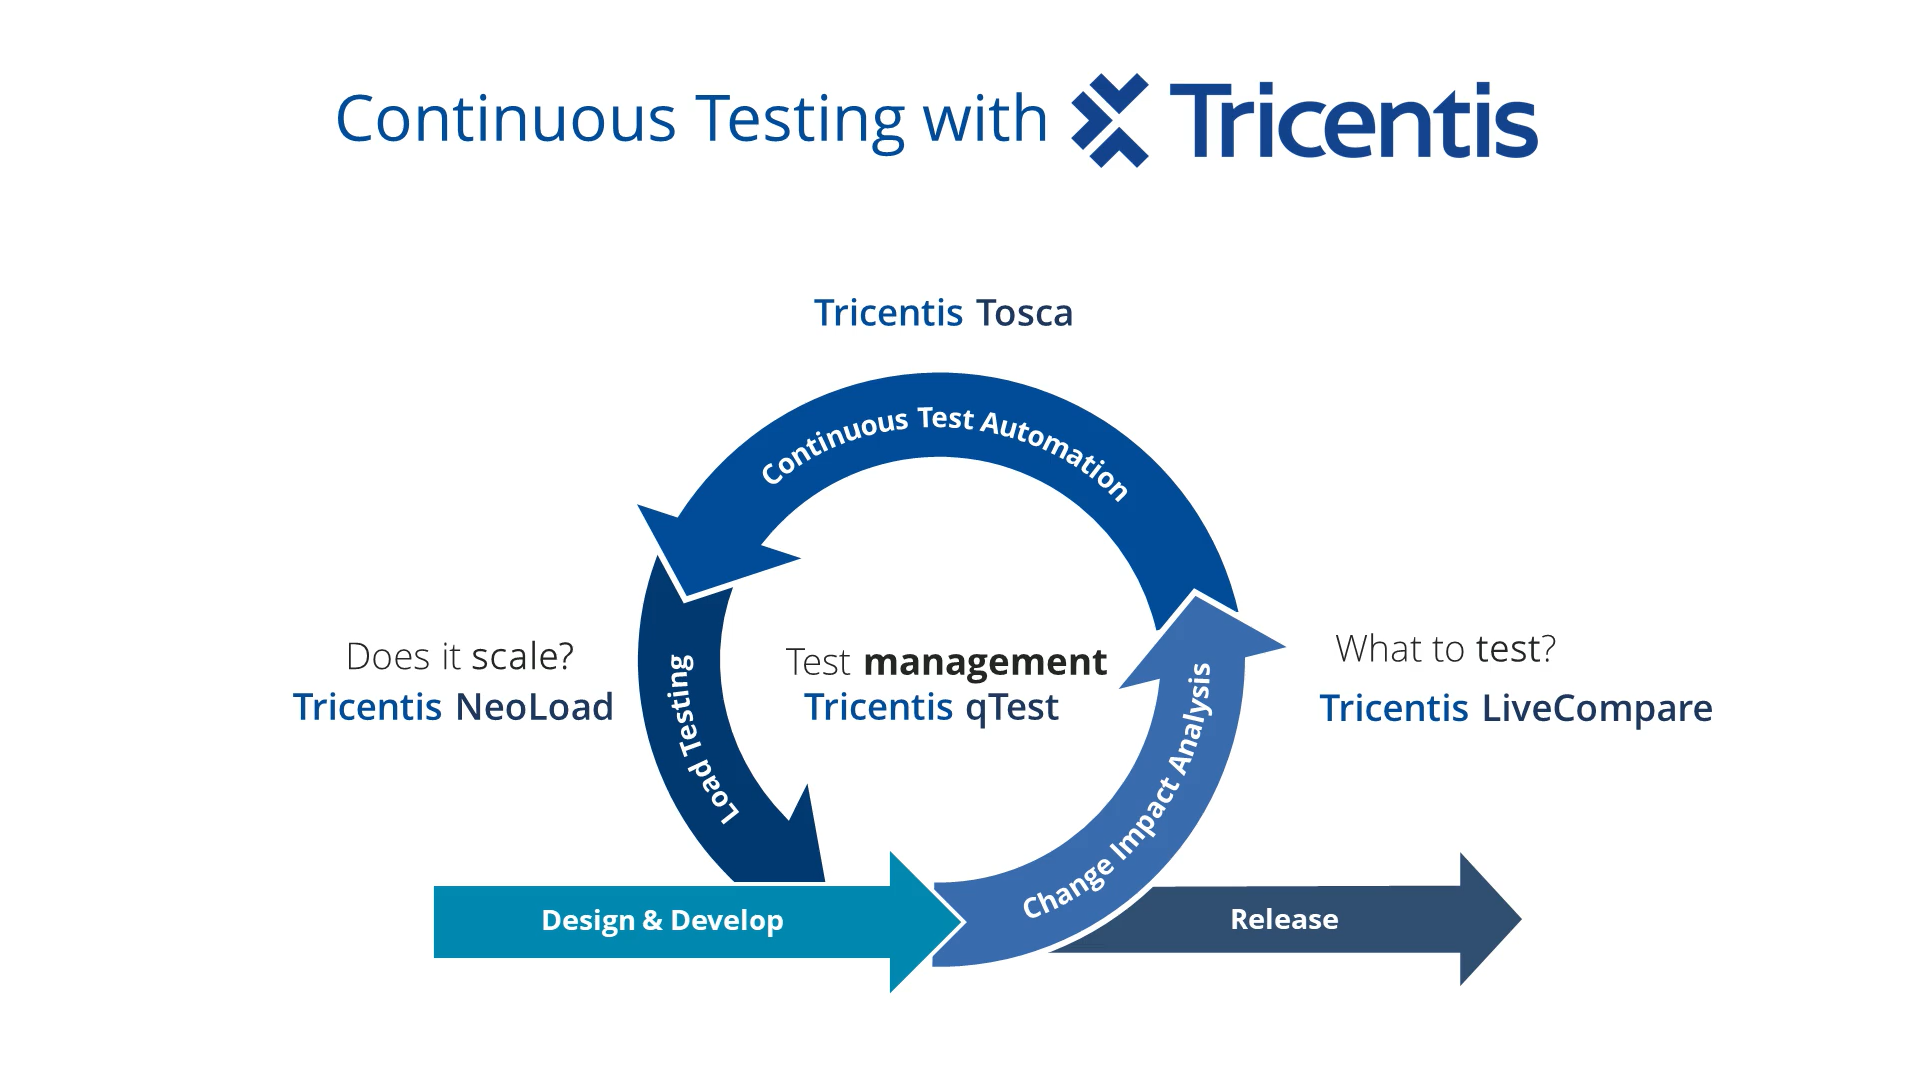 Continuous Testing with Tricentis
Tricentis Tosca
Continuous Test Automation
Does it scale?
Tricentis NeoLoad
Load Testing
Test management
Tricentis qTest
Change Impact Analysis
What to test?
Tricentis LiveCompare
Design & Develop
Release